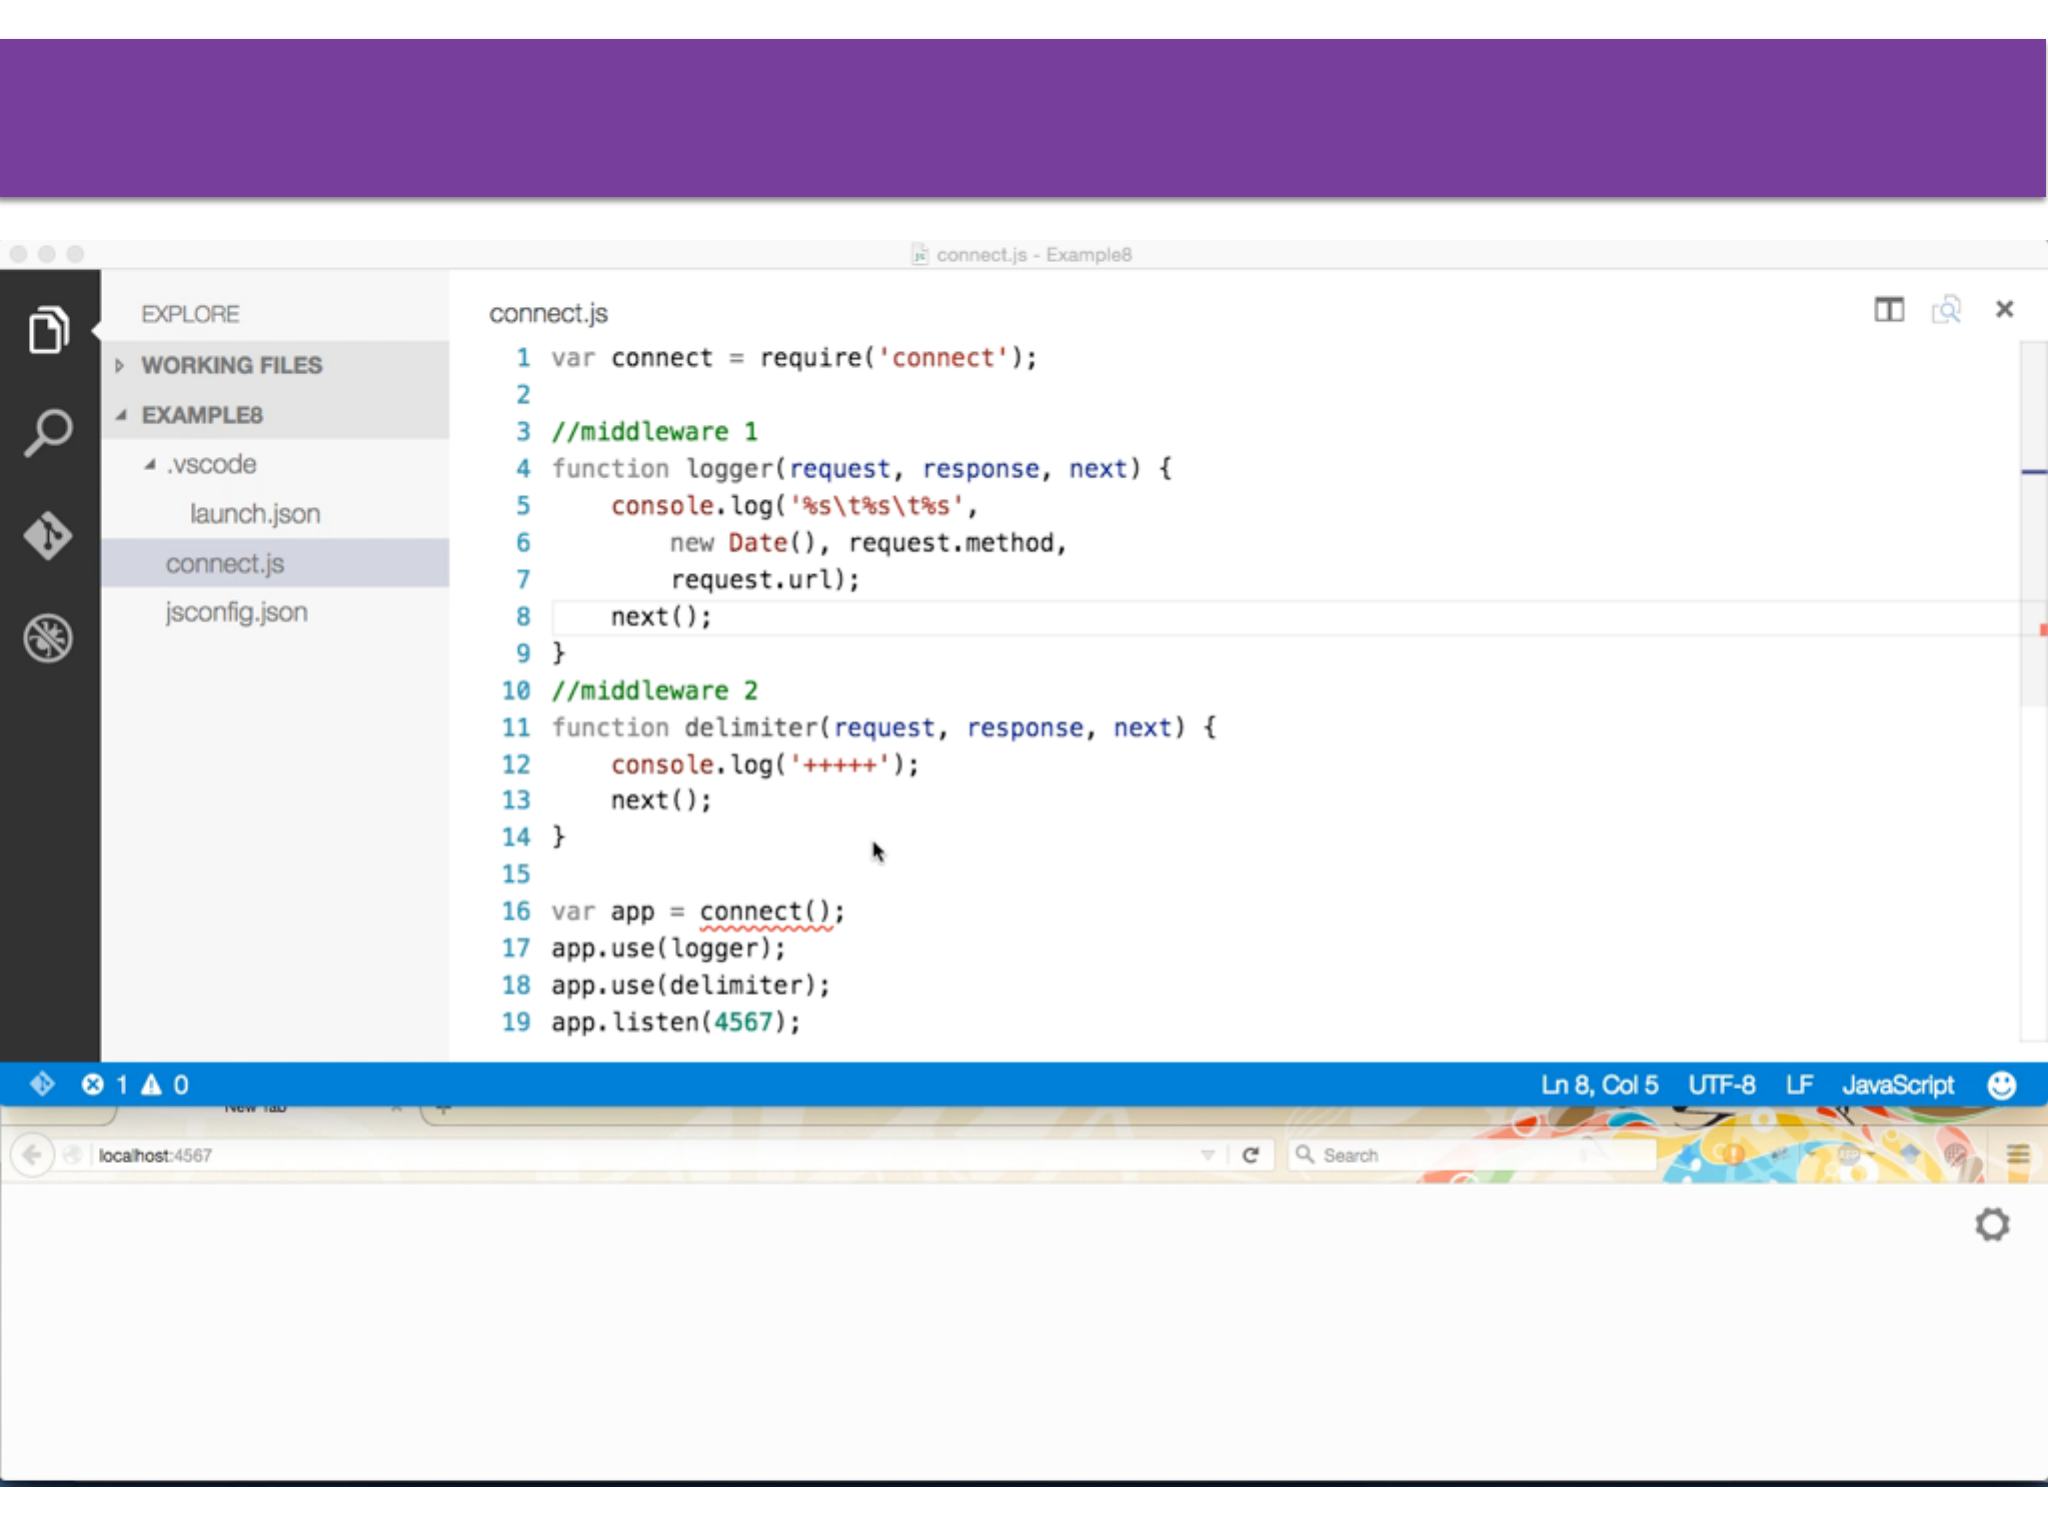 connect.js - Example8
EXPLORE
WORKING FILES
EXAMPLE8
.vscode
launch.json
connect.js
jsconfig.json
connect.js
1 var connect = require('connect');
2
3 //middleware 1
4 function logger(request, response, next) {
5 console.log('%s\t%s\t%s',
6 new Date(), request.method,
7 request.url);
8 next();
9 }
10 //middleware 2
11 function delimiter(request, response, next) {
12 console.log('+++++');
13 next();
14 }
15
16 var app = connect();
17 app.use(logger);
18 app.use(delimiter);
19 app.listen(4567);
1 0 Ln 8, Col 5 UTF-8 LF JavaScript
New Tab
localhost:4567 Search